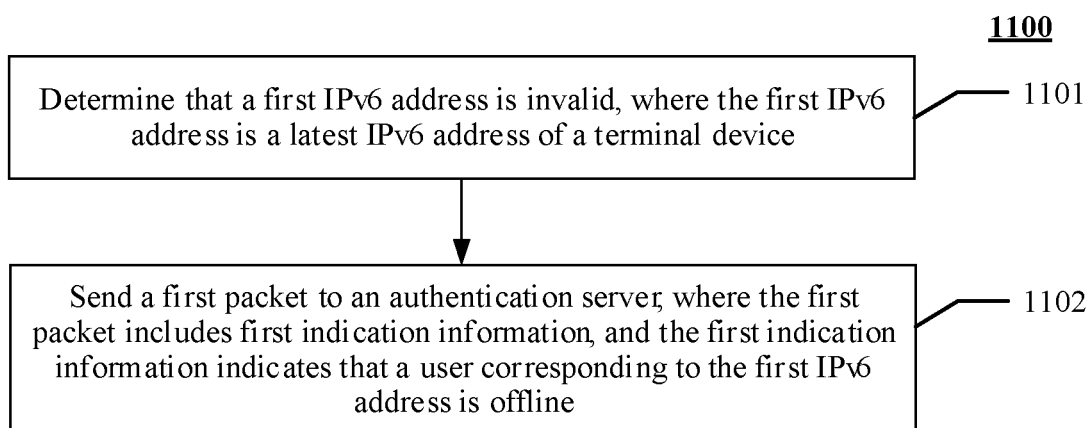 1100
Determine that a first IPv6 address is invalid, where the first IPv6
address is a latest IPv6 address of a terminal device
1101
Send a first packet to an authentication server, where the first
packet includes first indication information, and the first indication
information indicates that a user corresponding to the first IPv6
address is offline
1102